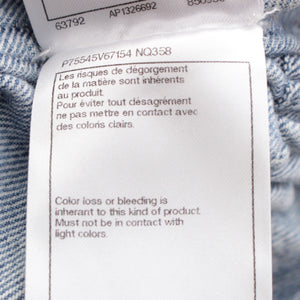 63792 AP1326692
P75545V67154 NQ358
Les risques de dégorgement
de la matière sont inhérents
au produit.
Pour éviter tout désagrément
ne pas mettre en contact avec
des coloris clairs.
Color loss or bleeding is
inherant to this kind of product.
Must not be in contact with
light colors.